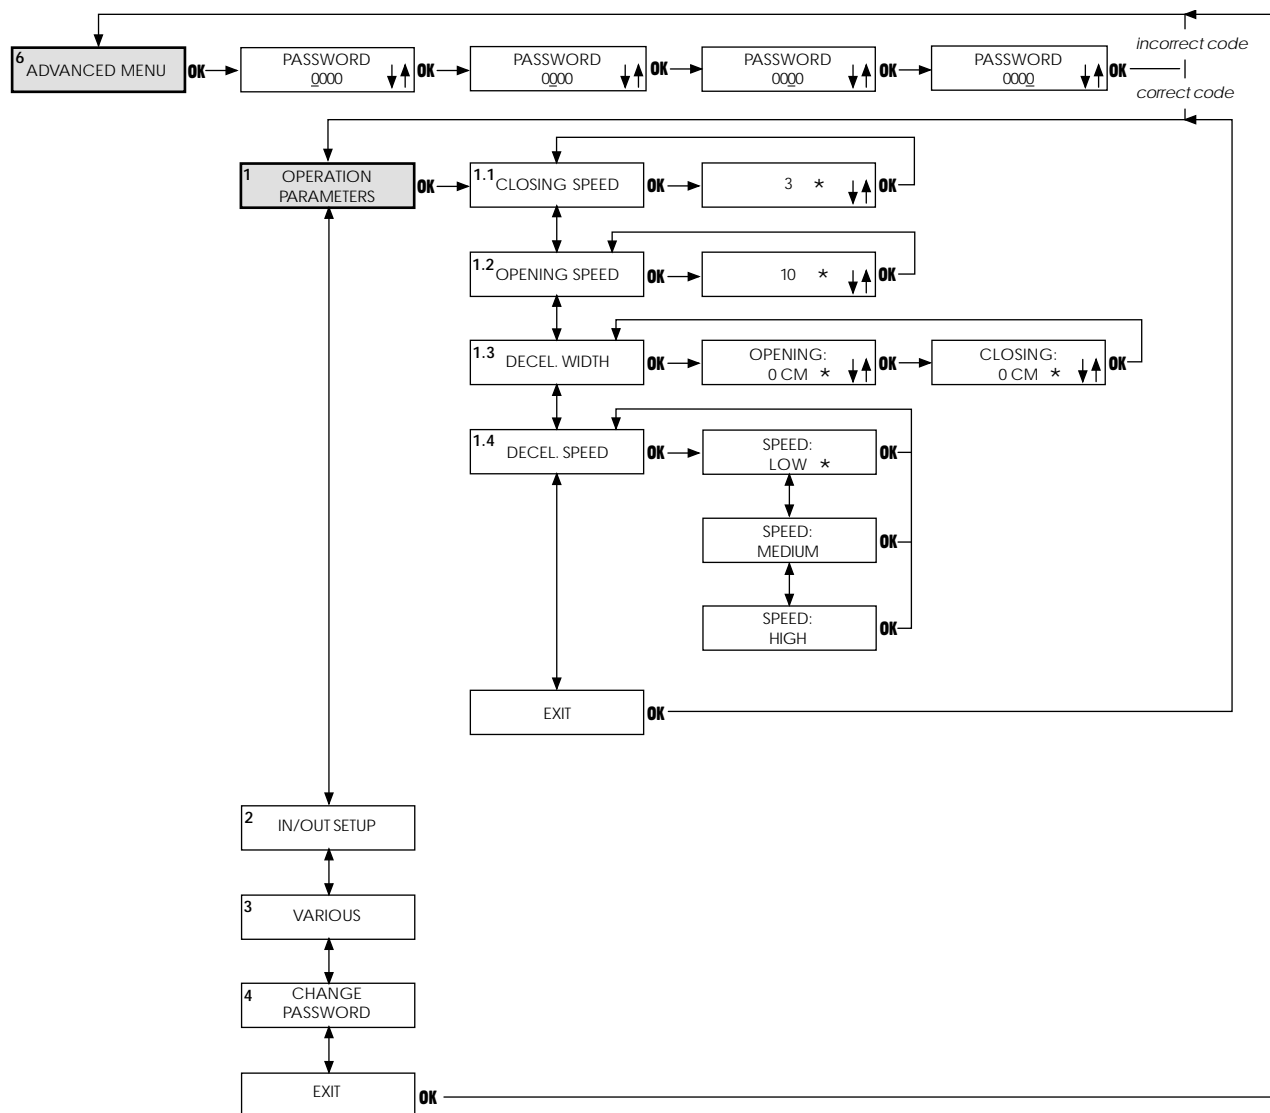 incorrect code
6
ADVANCED MENU
OK
PASSWORD
0000
OK
PASSWORD
0000
OK
PASSWORD
0000
OK
PASSWORD
0000
OK
correct code
1
OPERATION
PARAMETERS
OK
1.1
CLOSING SPEED
OK
3 *
OK
1.2
OPENING SPEED
OK
10 *
OK
1.3
DECEL. WIDTH
OK
OPENING:
0 CM *
OK
CLOSING:
0 CM *
OK
1.4
DECEL. SPEED
OK
SPEED:
LOW *
OK
SPEED:
MEDIUM
OK
SPEED:
HIGH
OK
EXIT
OK
2
IN/OUT SETUP
3
VARIOUS
4
CHANGE
PASSWORD
EXIT
OK